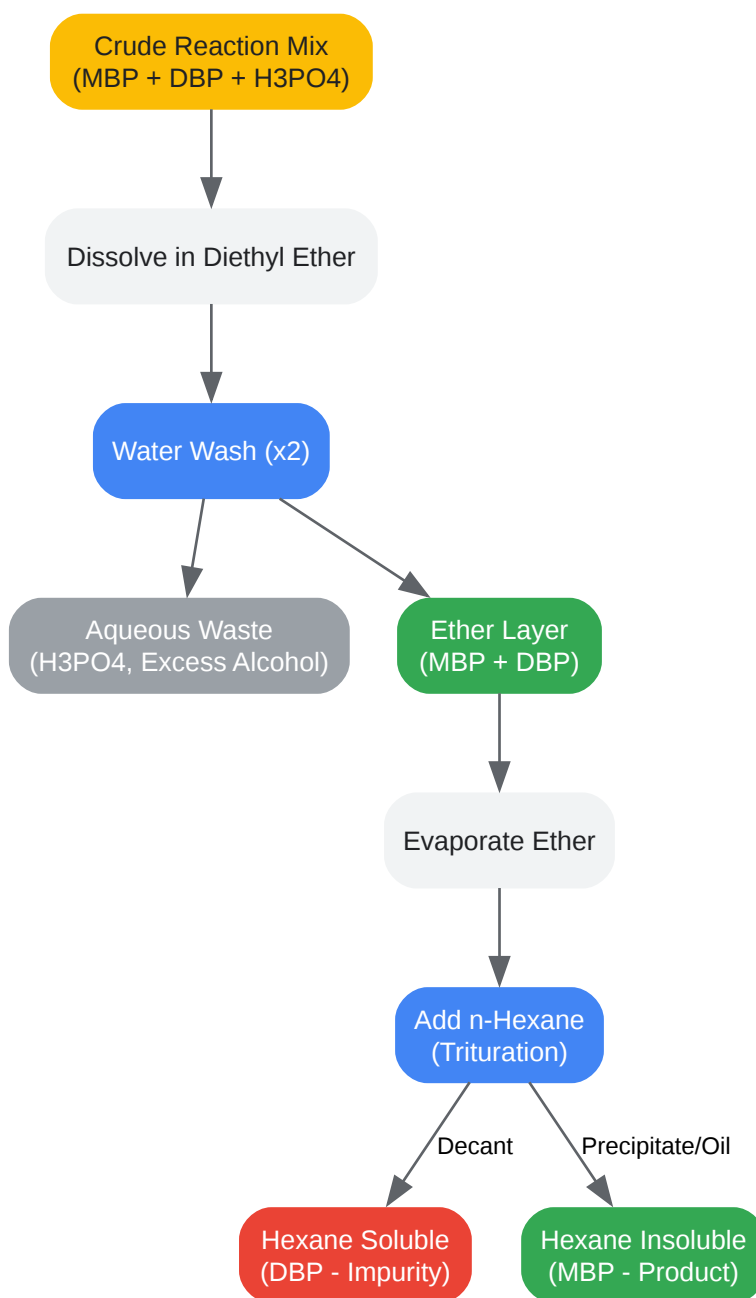 Crude Reaction Mix
(MBP + DBP + H3PO4)
Dissolve in Diethyl Ether
Water Wash (x2)
Aqueous Waste
(H3PO4, Excess Alcohol)
Ether Layer
(MBP + DBP)
Evaporate Ether
Add n-Hexane
(Trituration)
Decant
Precipitate/Oil
Hexane Soluble
(DBP - Impurity)
Hexane Insoluble
(MBP - Product)